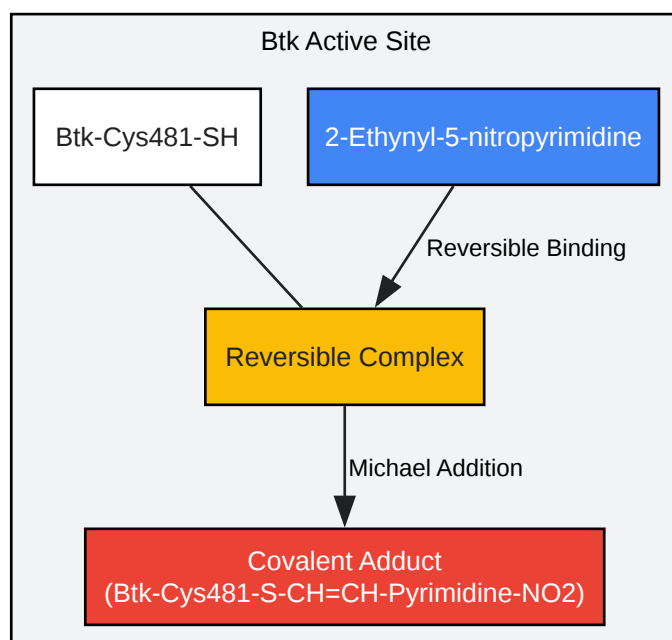 Btk Active Site
Btk-Cys481-SH
2-Ethynyl-5-nitropyrimidine
Reversible Binding
Reversible Complex
Michael Addition
Covalent Adduct
(Btk-Cys481-S-CH=CH-Pyrimidine-NO2)